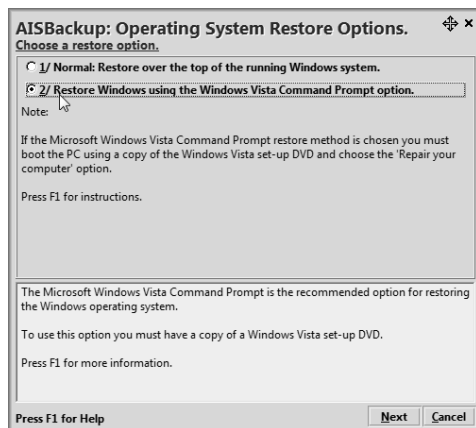 AISBackup: Operating System Restore Options.
Choose a restore option.
1/ Normal: Restore over the top of the running Windows system.
2/ Restore Windows using the Windows Vista Command Prompt option.
Note:
If the Microsoft Windows Vista Command Prompt restore method is chosen you must
boot the PC using a copy of the Windows Vista set-up DVD and choose the 'Repair your
computer' option.
Press F1 for instructions.
The Microsoft Windows Vista Command Prompt is the recommended option for restoring
the Windows operating system.
To use this option you must have a copy of a Windows Vista set-up DVD.
Press F1 for more information.
Press F1 for Help
Next
Cancel